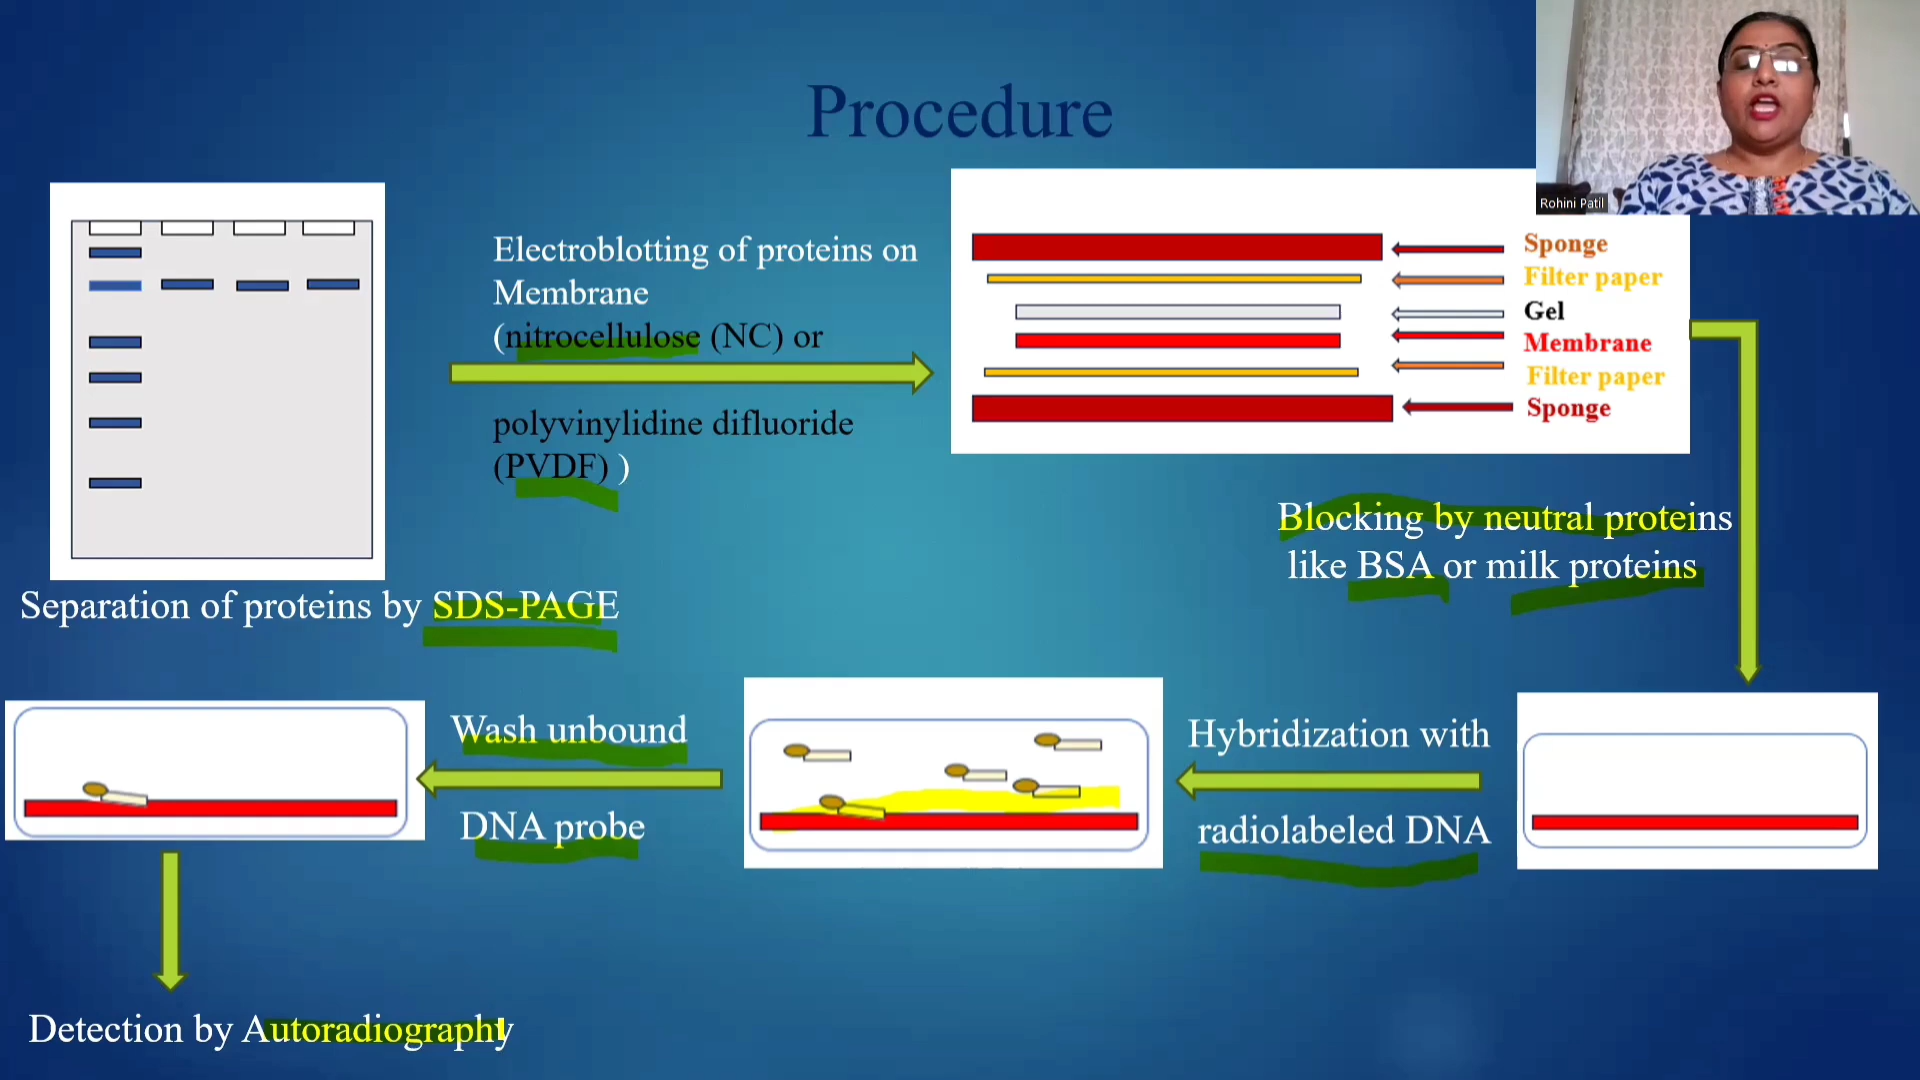 Procedure
Rohini Patil
Electroblotting of proteins on
Membrane
(nitrocellulose (NC) or
polyvinylidine difluoride
(PVDF) )
Sponge
Filter paper
Gel
Membrane
Filter paper
Sponge
Separation of proteins by SDS-PAGE
Blocking by neutral proteins
like BSA or milk proteins
Hybridization with
radiolabeled DNA
Wash unbound
DNA probe
Detection by Autoradiography